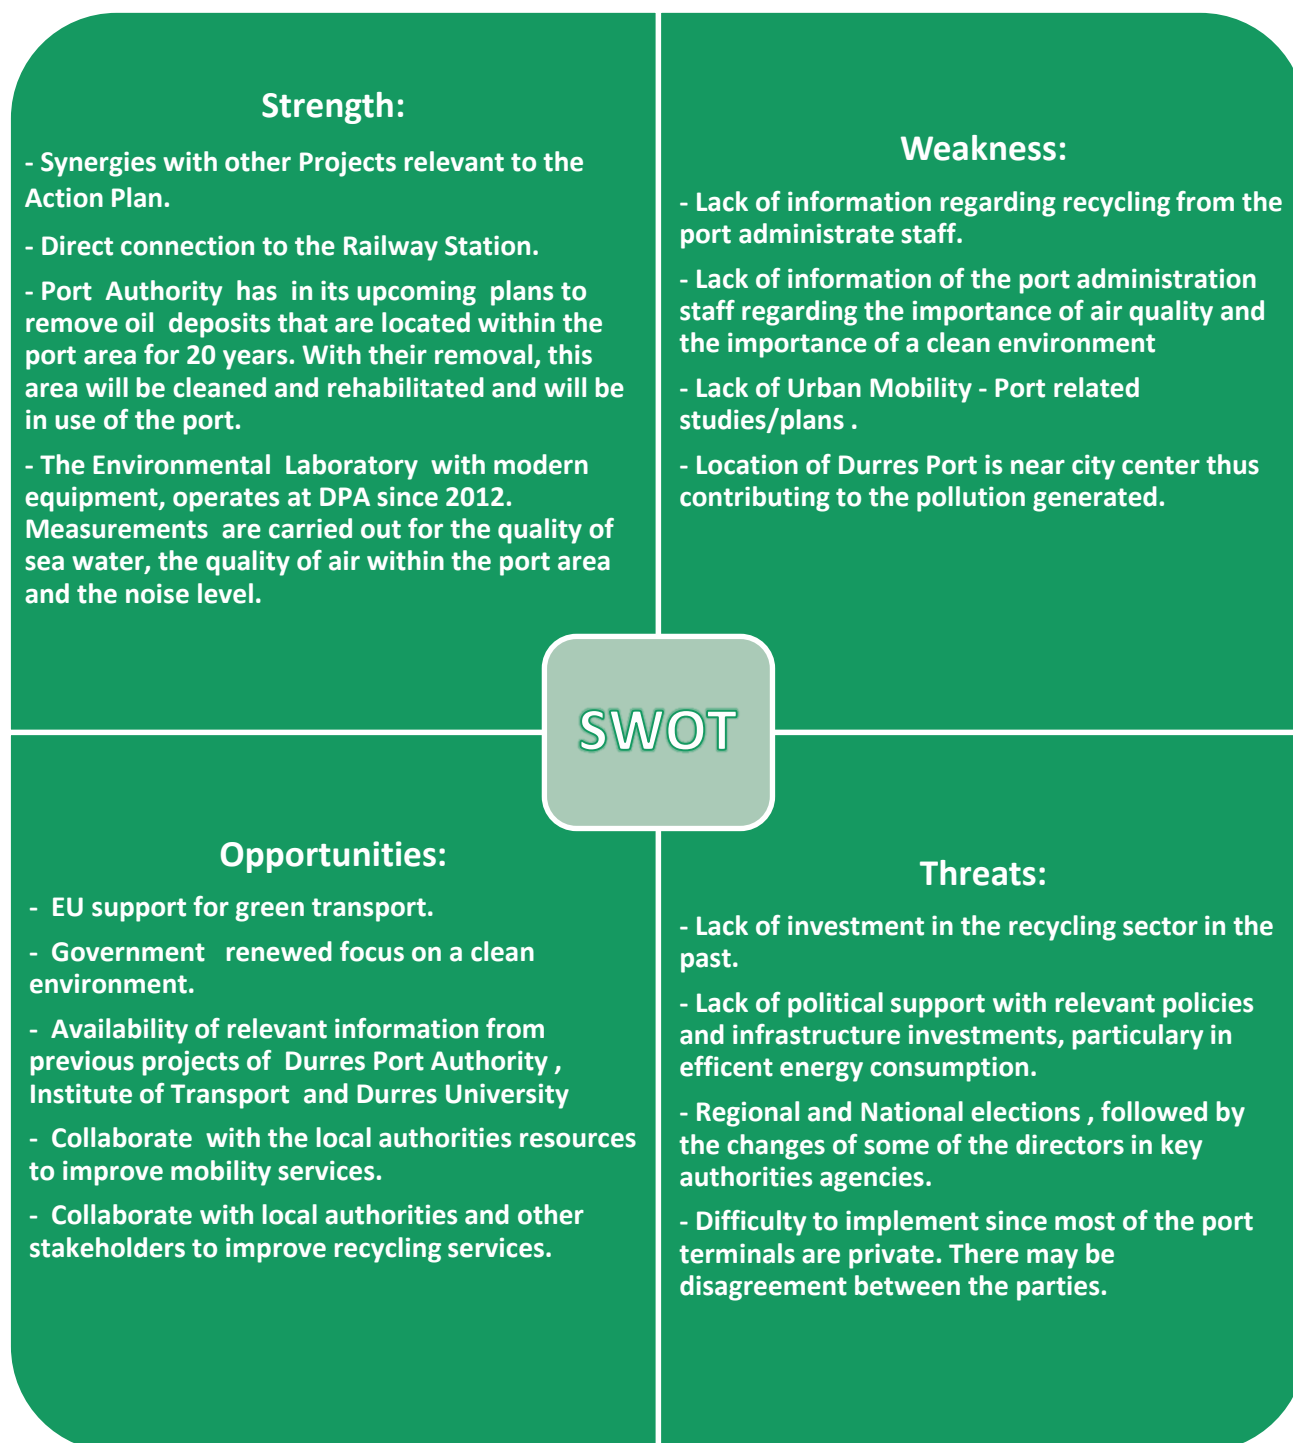 Strength:
- Synergies with other Projects relevant to the
Action Plan.
- Direct connection to the Railway Station.
- Port Authority has in its upcoming plans to
remove oil deposits that are located within the
port area for 20 years. With their removal, this
area will be cleaned and rehabilitated and will be
in use of the port.
- The Environmental Laboratory with modern
equipment, operates at DPA since 2012.
Measurements are carried out for the quality of
sea water, the quality of air within the port area
and the noise level.
Weakness:
- Lack of information regarding recycling from the
port administrate staff.
- Lack of information of the port administration
staff regarding the importance of air quality and
the importance of a clean environment
- Lack of Urban Mobility - Port related
studies/plans .
- Location of Durres Port is near city center thus
contributing to the pollution generated.
SWOT
Opportunities:
- EU support for green transport.
- Government renewed focus on a clean
environment.
- Availability of relevant information from
previous projects of Durres Port Authority ,
Institute of Transport and Durres University
- Collaborate with the local authorities resources
to improve mobility services.
- Collaborate with local authorities and other
stakeholders to improve recycling services.
Threats:
- Lack of investment in the recycling sector in the
past.
- Lack of political support with relevant policies
and infrastructure investments, particulary in
efficent energy consumption.
- Regional and National elections , followed by
the changes of some of the directors in key
authorities agencies.
- Difficulty to implement since most of the port
terminals are private. There may be
disagreement between the parties.